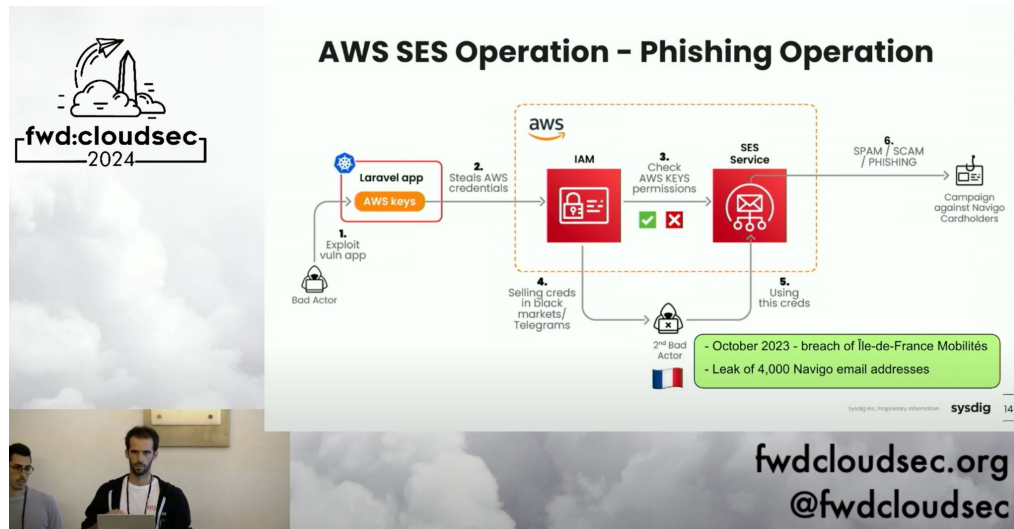 fwd:cloudsec
2024
AWS SES Operation - Phishing Operation
aws
IAM
SES
Service
Laravel app
AWS keys
1.
Exploit
vuln app
Bad Actor
2.
Steals AWS
credentials
3.
Check
AWS KEYS
permissions
4.
Selling creds
in black
markets/
Telegrams
2nd Bad
Actor
5.
Using
this creds
6.
SPAM / SCAM
/ PHISHING
Campaign
against Navigo
Cardholders
- October 2023 - breach of Île-de-France Mobilités
- Leak of 4,000 Navigo email addresses
Sysdig Inc. Proprietary Information
sysdig
14
fwdcloudsec.org
@fwdcloudsec